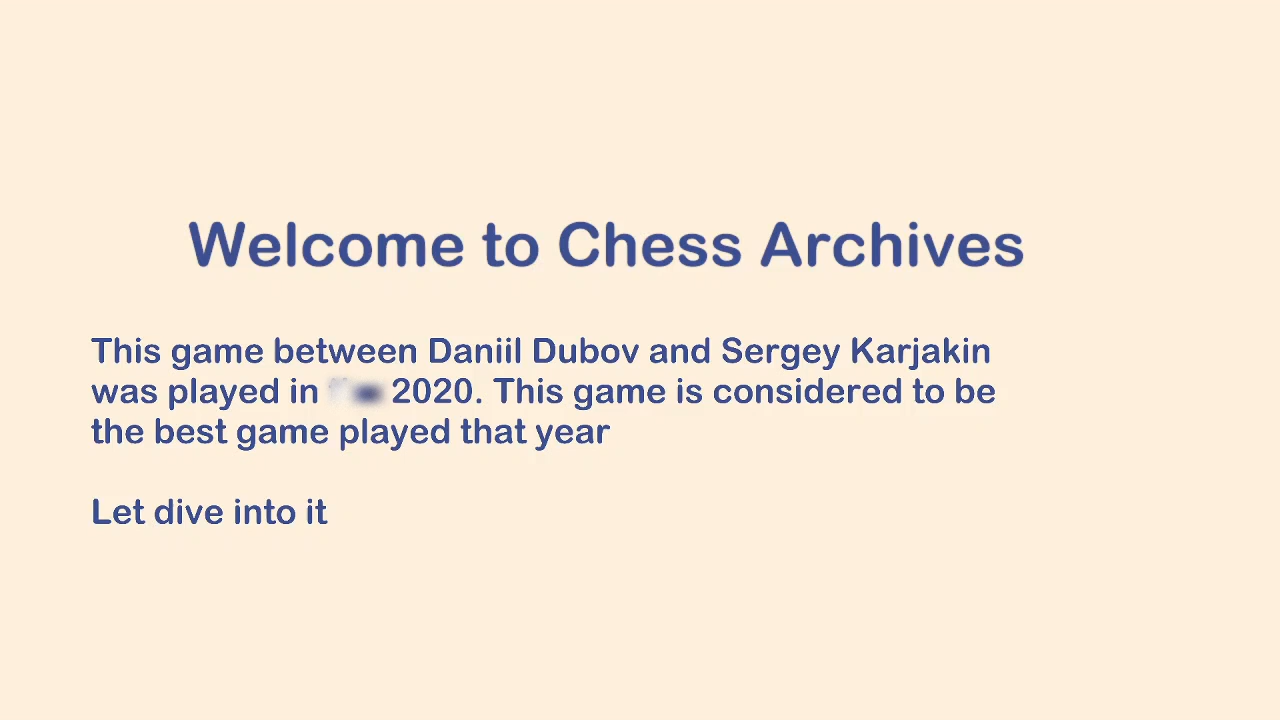 Welcome to Chess Archives
This game between Daniil Dubov and Sergey Karjakin
was played in 2020. This game is considered to be
the best game played that year
Let dive into it